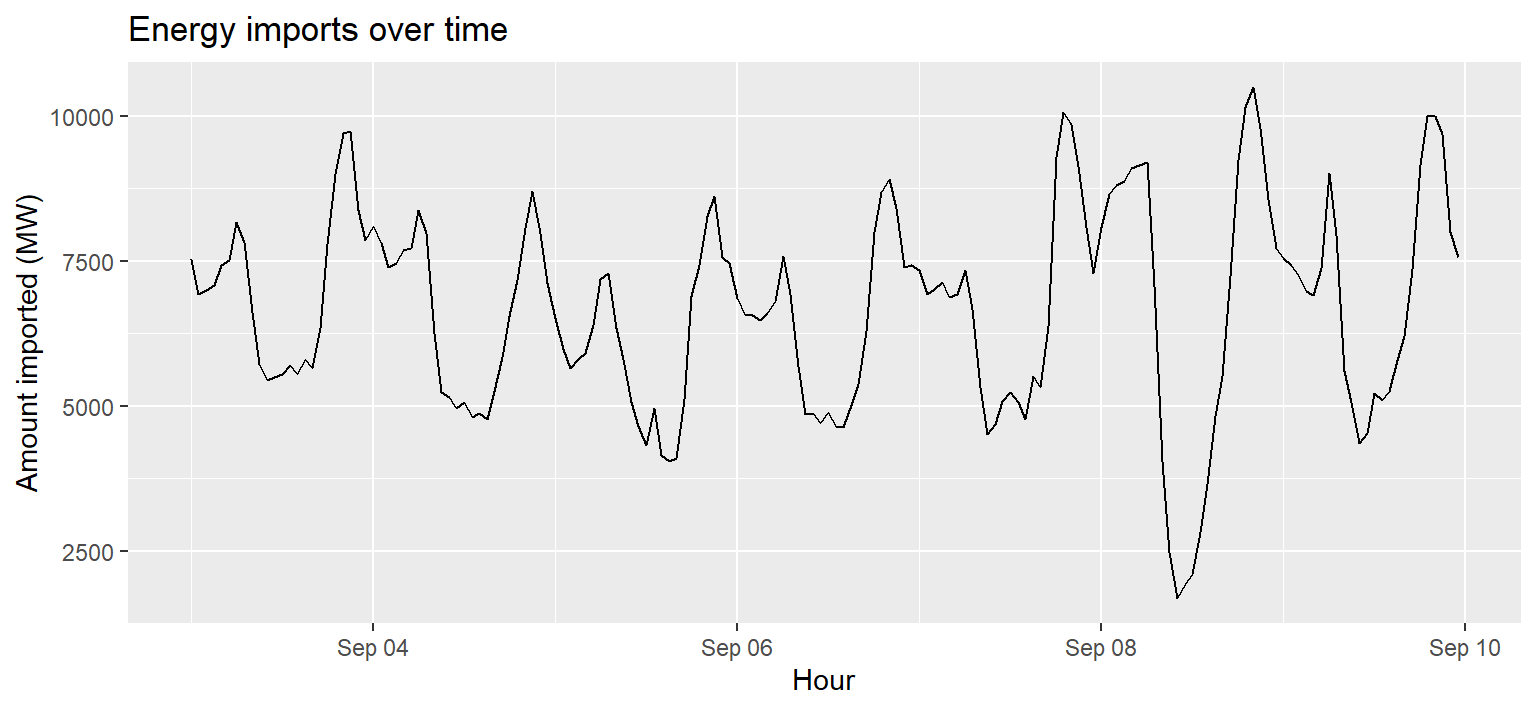 Energy imports over time
Amount imported (MW)
10000
7500
5000
2500
Sep 04
Sep 06
Sep 08
Sep 10
Hour